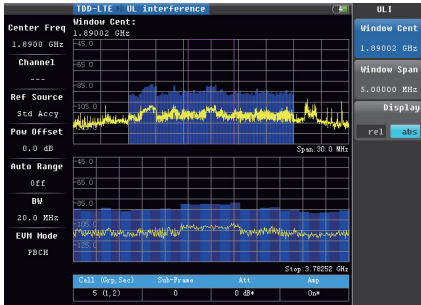 TDD-LTE UL interference
ULI
Center Freq
1.8900 GHz
Channel
---
Ref Source
Std Accy
Pow Offset
0.0 dB
Auto Range
Off
BW
20.0 MHz
EVM Mode
PBCH
Window Cent:
1.89002 GHz
-45.0
-65.0
-85.0
-105.0
-125.0
Span:30.0 MHz
-45.0
-65.0
-85.0
-105.0
-125.0
Stop:3.78252 GHz
Cell (Grp,Sec) Sub-Frame Att Amp
5 (1,2) 0 0 dB* On*
Window Cent
1.89002 GHz
Window Span
5.00000 MHz
Display
rel abs